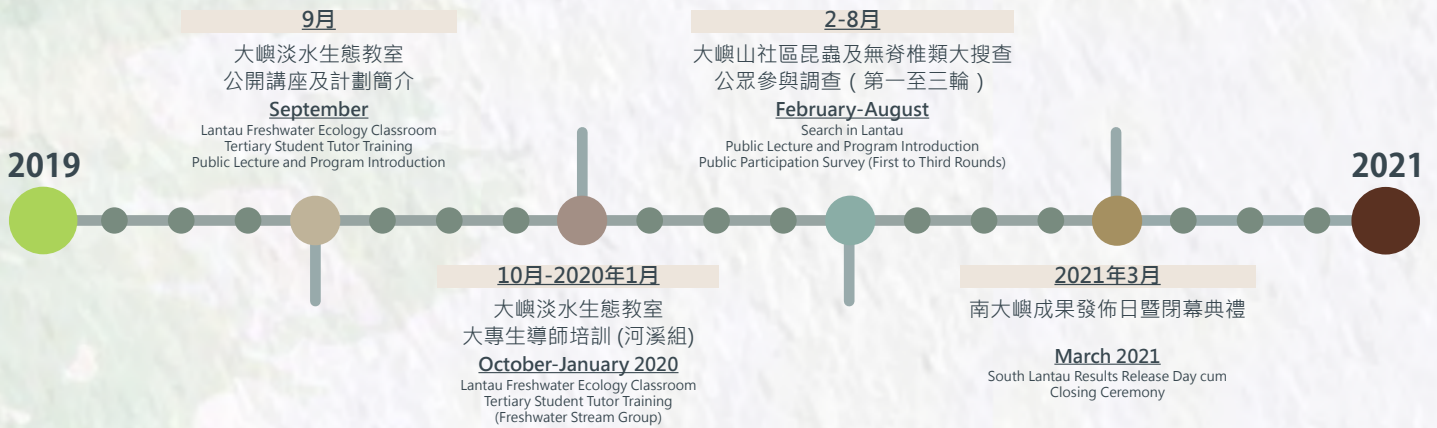 2019
9月
大嶼淡水生態教室
公開講座及計劃簡介
September
Lantau Freshwater Ecology Classroom
Tertiary Student Tutor Training
Public Lecture and Program Introduction
10月-2020年1月
大嶼淡水生態教室
大專生導師培訓 (河溪組)
October-January 2020
Lantau Freshwater Ecology Classroom
Tertiary Student Tutor Training
(Freshwater Stream Group)
2-8月
大嶼山社區昆蟲及無脊椎類大搜查
公眾參與調查（第一至三輪）
February-August
Search in Lantau
Public Lecture and Program Introduction
Public Participation Survey (First to Third Rounds)
2021年3月
南大嶼成果發佈日暨閉幕典禮
March 2021
South Lantau Results Release Day cum
Closing Ceremony
2021